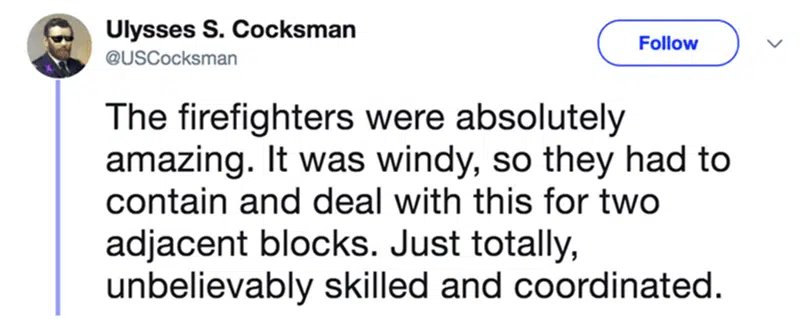 Ulysses S. Cocksman
@USCocksman
Follow
The firefighters were absolutely
amazing. It was windy, so they had to
contain and deal with this for two
adjacent blocks. Just totally,
unbelievably skilled and coordinated.